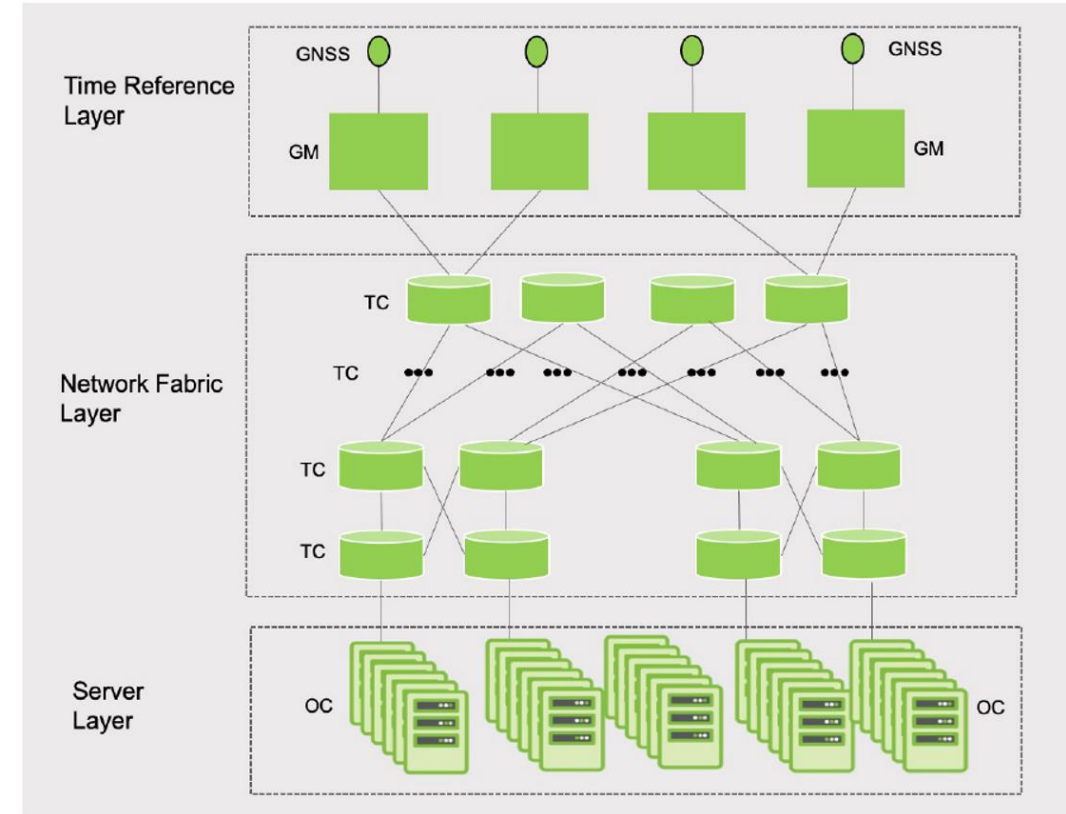 GNSS
GNSS
Time Reference
Layer
GM
GM
TC
TC
Network Fabric
Layer
TC
TC
Server
Layer
OC
OC